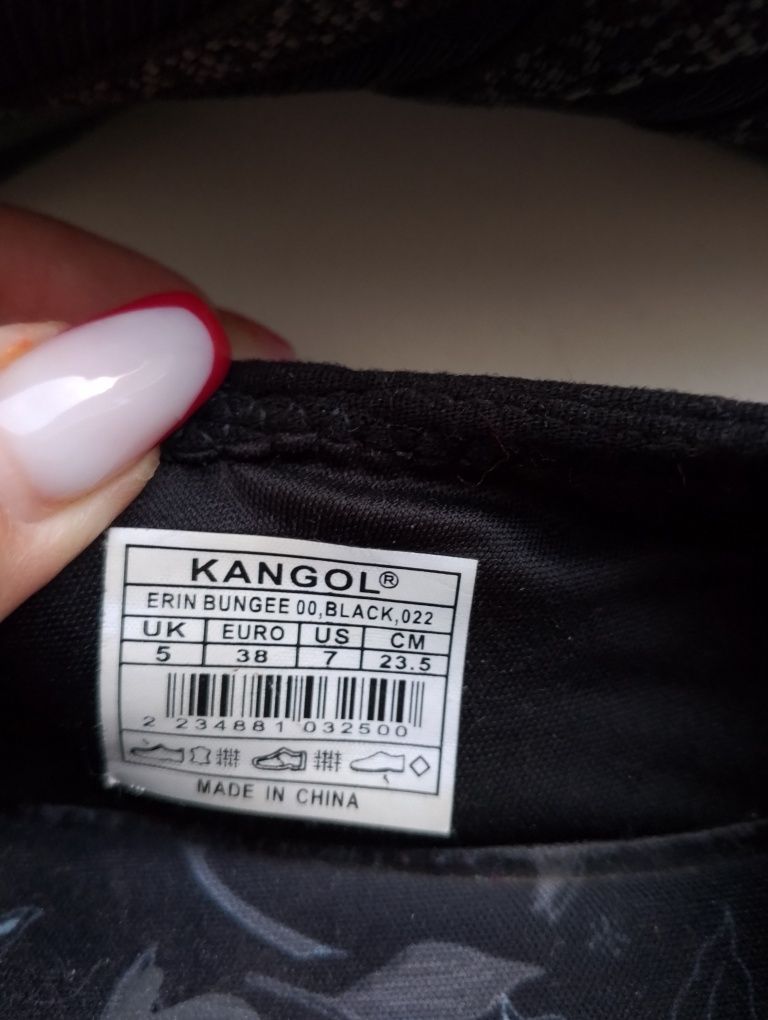 KANGOL®
ERIN BUNGEE 00,BLACK,022
UK EURO US CM
5 38 7 23.5
2 234881 032500
MADE IN CHINA